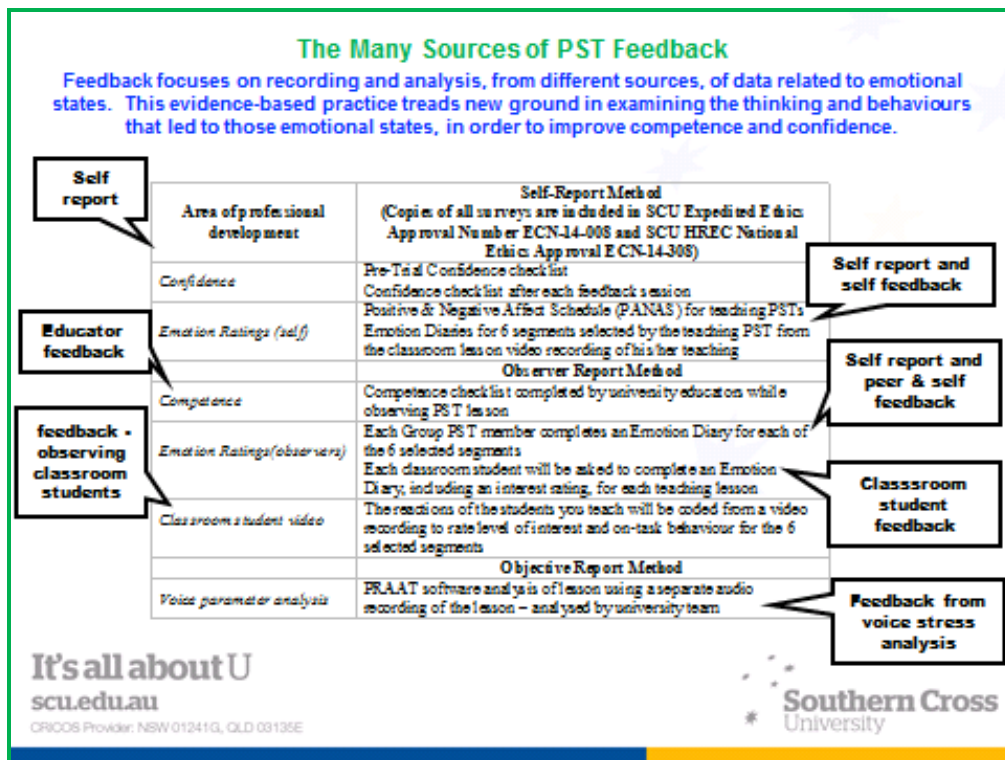 The Many Sources of PST Feedback
Feedback focuses on recording and analysis, from different sources, of data related to emotional
states. This evidence-based practice treads new ground in examining the thinking and behaviours
that led to those emotional states, in order to improve competence and confidence.
Self
report
Area of professional
development
Self-Report Method
(Copies of all surveys are included in SCU Expedited Ethics
Approval Number ECN-14-008 and SCU HREC National
Ethics Approval ECN-14-308)
Confidence
Pre-Trial Confidence checklist
Confidence checklist after each feedback session
Self report and
self feedback
Emotion Ratings (self)
Positive & Negative Affect Schedule (PANAS) for teaching PSTs
Emotion Diaries for 6 segments selected by the teaching PST from
the classroom lesson video recording of his/her teaching
Educator
feedback
Observer Report Method
Competence
Competence checklist completed by university educators while
observing PST lesson
Self report and
peer & self
feedback
feedback -
observing
classroom
students
Emotion Ratings(observers)
Each Group PST member completes an Emotion Diary for each of
the 6 selected segments
Each classroom student will be asked to complete an Emotion
Diary, including an interest rating, for each teaching lesson
Classsroom
student
feedback
Classroom student video
The reactions of the students you teach will be coded from a video
recording to rate level of interest and on-task behaviour for the 6
selected segments
Objective Report Method
Voice parameter analysis
PRAAT software analysis of lesson using a separate audio
recording of the lesson – analysed by university team
Feedback from
voice stress
analysis
It's all about U
scu.edu.au
CRICOS Provider: NSW 01241G, QLD 03135E
Southern Cross
University